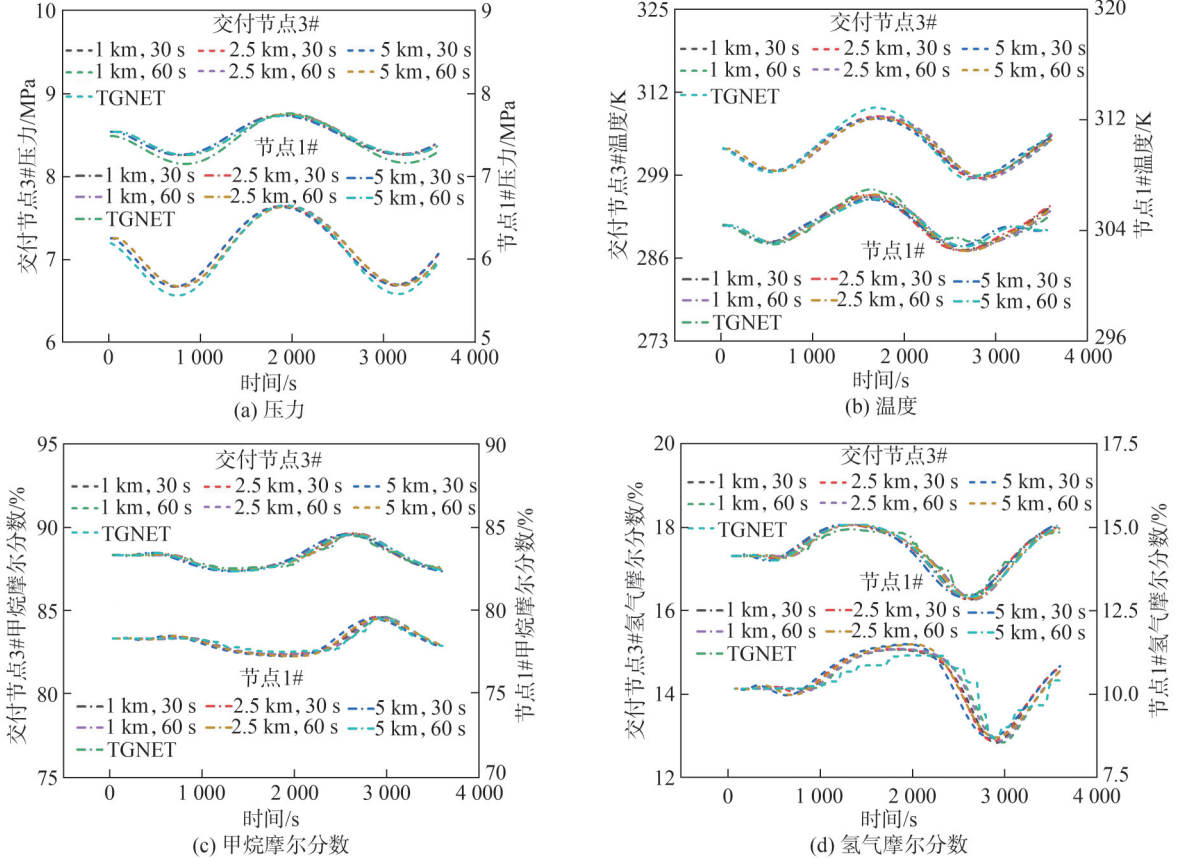 10
9
8
7
6
交付节点3#压力/MPa
9
8
7
6
5
节点1#压力/MPa
交付节点3#
1 km, 30 s 2.5 km, 30 s 5 km, 30 s
1 km, 60 s 2.5 km, 60 s 5 km, 60 s
TGNET
节点1#
1 km, 30 s 2.5 km, 30 s 5 km, 30 s
1 km, 60 s 2.5 km, 60 s 5 km, 60 s
TGNET
0 1 000 2 000 3 000 4 000
时间/s
(a) 压力
325
312
299
286
273
交付节点3#温度/K
320
312
304
296
节点1#温度/K
交付节点3#
1 km, 30 s 2.5 km, 30 s 5 km, 30 s
1 km, 60 s 2.5 km, 60 s 5 km, 60 s
TGNET
节点1#
1 km, 30 s 2.5 km, 30 s 5 km, 30 s
1 km, 60 s 2.5 km, 60 s 5 km, 60 s
TGNET
0 1 000 2 000 3 000 4 000
时间/s
(b) 温度
95
90
85
80
75
交付节点3#甲烷摩尔分数/%
90
85
80
75
70
节点1#甲烷摩尔分数/%
交付节点3#
1 km, 30 s 2.5 km, 30 s 5 km, 30 s
1 km, 60 s 2.5 km, 60 s 5 km, 60 s
TGNET
节点1#
1 km, 30 s 2.5 km, 30 s 5 km, 30 s
1 km, 60 s 2.5 km, 60 s 5 km, 60 s
TGNET
0 1 000 2 000 3 000 4 000
时间/s
(c) 甲烷摩尔分数
20
18
16
14
12
交付节点3#氢气摩尔分数/%
17.5
15.0
12.5
10.0
7.5
节点1#氢气摩尔分数/%
交付节点3#
1 km, 30 s 2.5 km, 30 s 5 km, 30 s
1 km, 60 s 2.5 km, 60 s 5 km, 60 s
TGNET
节点1#
1 km, 30 s 2.5 km, 30 s 5 km, 30 s
1 km, 60 s 2.5 km, 60 s 5 km, 60 s
TGNET
0 1 000 2 000 3 000 4 000
时间/s
(d) 氢气摩尔分数